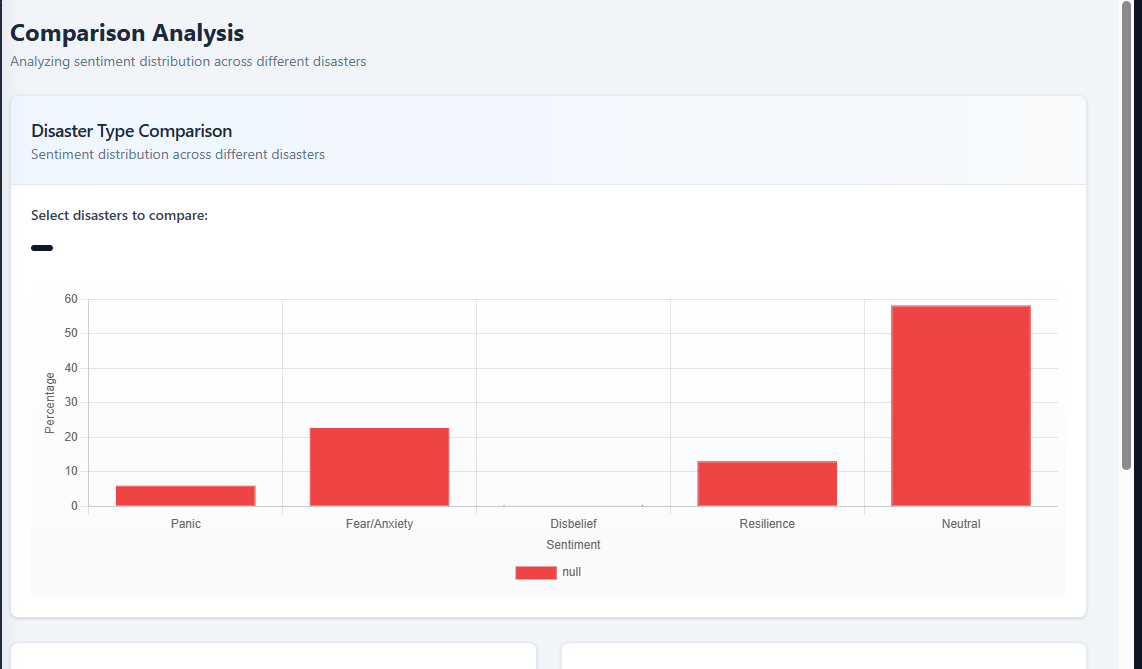 Comparison Analysis
Analyzing sentiment distribution across different disasters
Disaster Type Comparison
Sentiment distribution across different disasters
Select disasters to compare:
60
50
40
30
20
10
0
Percentage
Panic Fear/Anxiety Disbelief Resilience Neutral
Sentiment
null